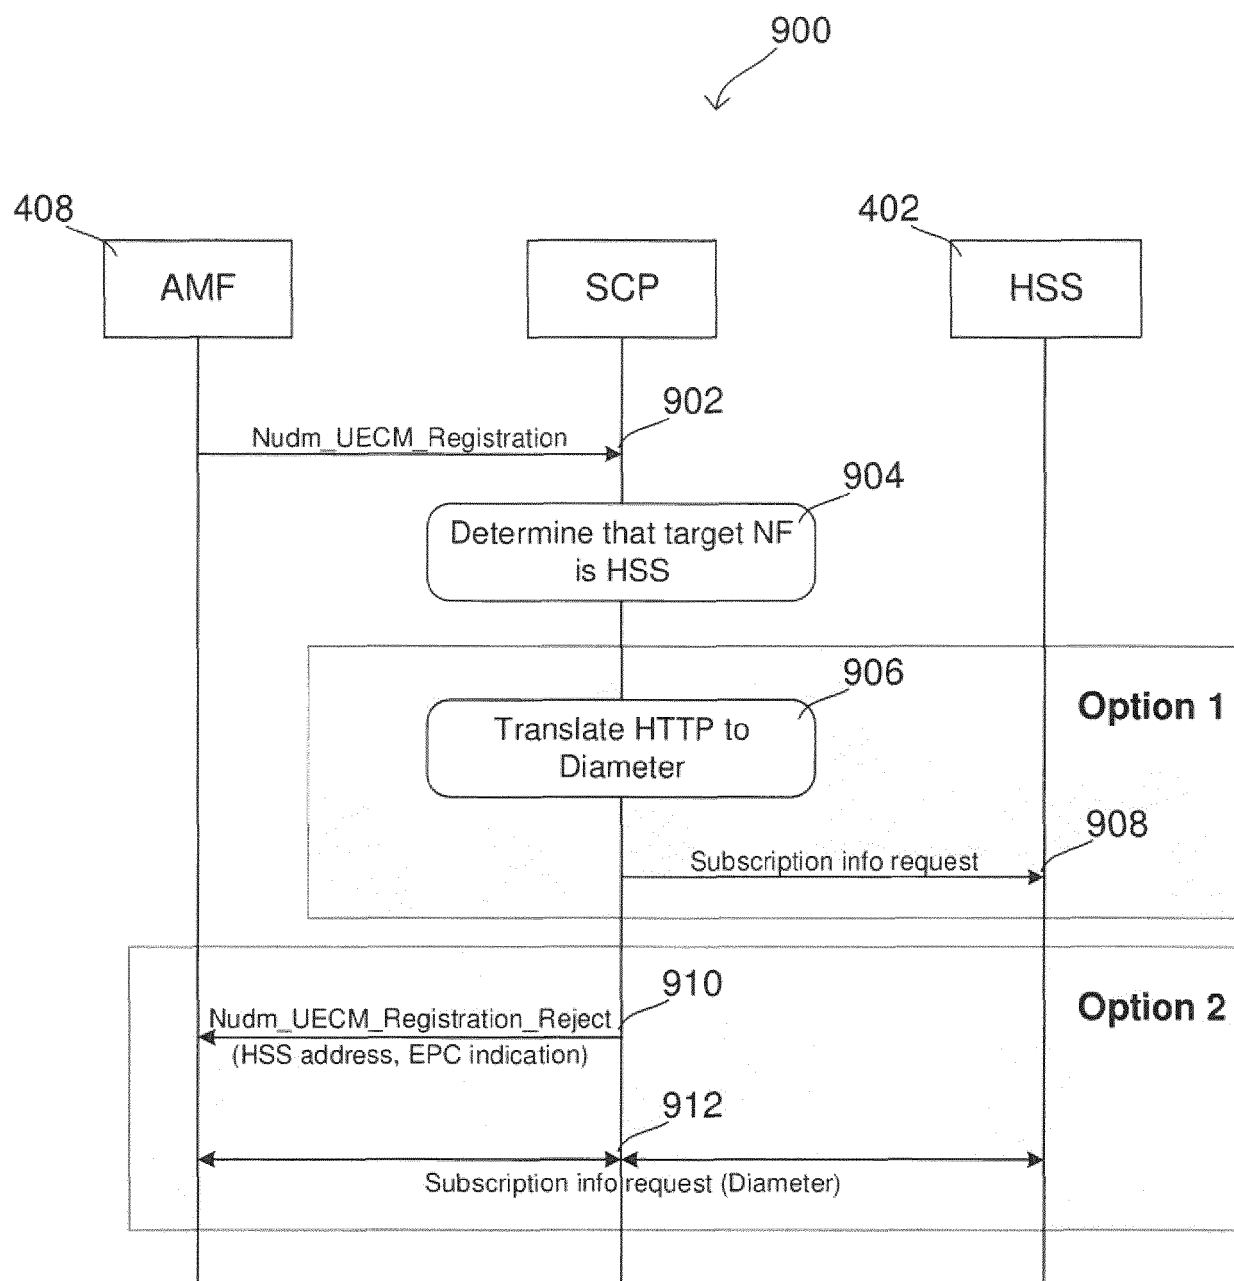 900
408
402
AMF
SCP
HSS
902
Nudm_UECM_Registration
904
Determine that target NF
is HSS
906
Option 1
Translate HTTP to
Diameter
908
Subscription info request
910
Option 2
Nudm_UECM_Registration_Reject
(HSS address, EPC indication)
912
Subscription info request (Diameter)